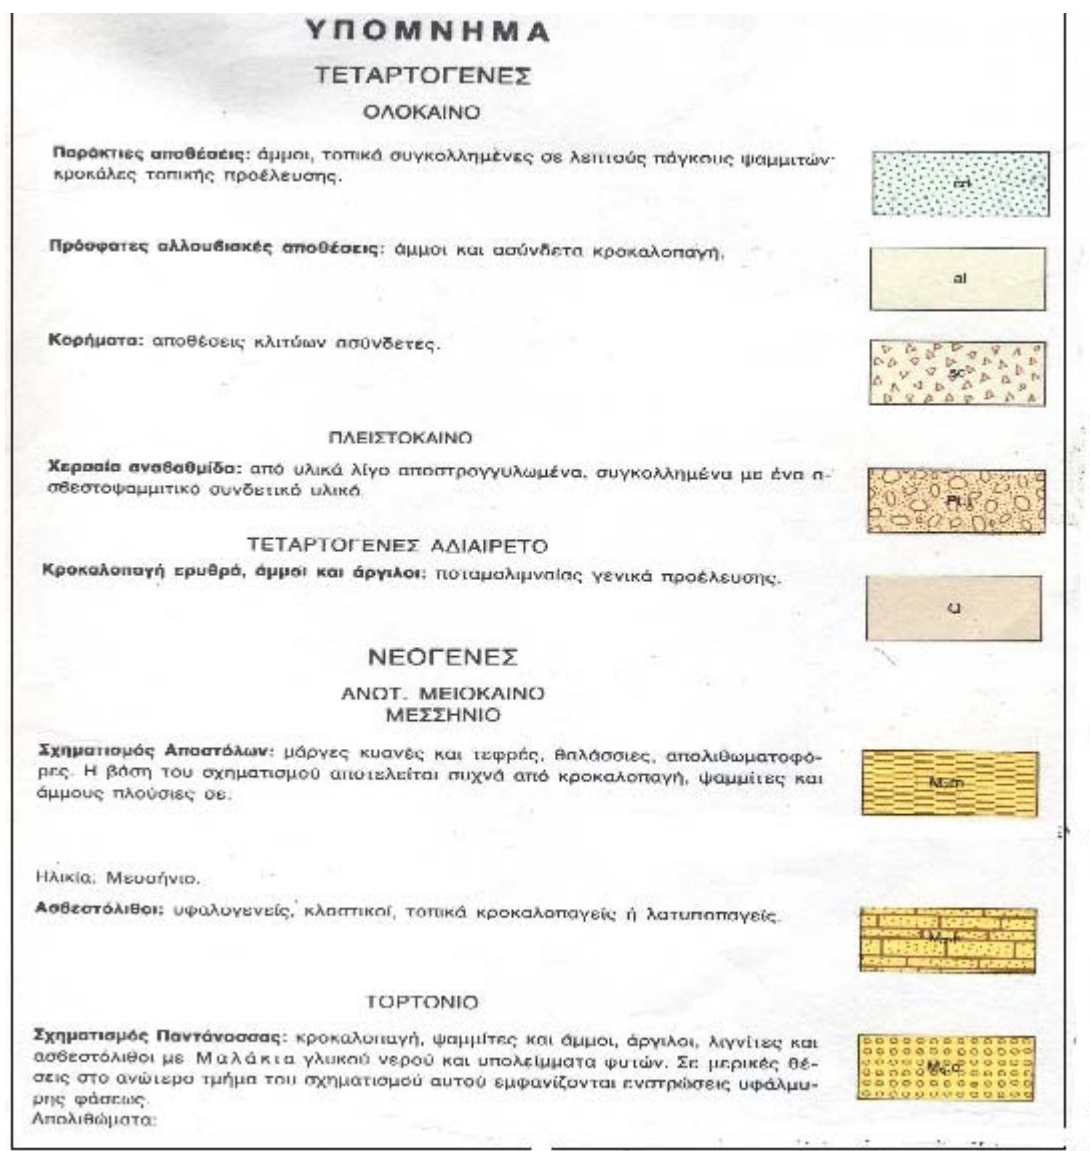 ΥΠΟΜΝΗΜΑ
ΤΕΤΑΡΤΟΓΕΝΕΣ
ΟΛΟΚΑΙΝΟ
Παράκτιες αποθέσεις: άμμοι, τοπικά συγκολλημένες σε λεπτούς πάγκους ψαμμιτών·
κροκάλες τοπικής προέλευσης.
Πρόσφατες αλλουβιακές αποθέσεις: άμμοι και ασύνδετα κροκαλοπαγή.
al
Κορήματα: αποθέσεις κλιτύων ασύνδετες.
sc
ΠΛΕΙΣΤΟΚΑΙΝΟ
Χερσαία αναβαθμίδα: από υλικά λίγο αποστρογγυλωμένα, συγκολλημένα με ένα α-
σβεστοψαμμιτικό συνδετικό υλικό.
ΤΕΤΑΡΤΟΓΕΝΕΣ ΑΔΙΑΙΡΕΤΟ
Κροκαλοπαγή ερυθρά, άμμοι και άργιλοι: ποταμολιμναίας γενικά προέλευσης.
ΝΕΟΓΕΝΕΣ
ΑΝΩΤ. ΜΕΙΟΚΑΙΝΟ
ΜΕΣΣΗΝΙΟ
Σχηματισμός Αποστόλων: μάργες κυανές και τεφρές, θαλάσσιες, απολιθωματοφό-
ρες. Η βάση του σχηματισμού αποτελείται συχνά από κροκαλοπαγή, ψαμμίτες και
άμμους πλούσιες σε.
Ηλικία: Μεσσήνιο.
Ασβεστόλιθοι: υφαλογενείς, κλαστικοί, τοπικά κροκαλοπαγείς ή λατυποπαγείς.
ΤΟΡΤΟΝΙΟ
Σχηματισμός Παντάνασσας: κροκαλοπαγή, ψαμμίτες και άμμοι, άργιλοι, λιγνίτες και
ασβεστόλιθοι με Μαλάκια γλυκού νερού και υπολείμματα φυτών. Σε μερικές θέ-
σεις στο ανώτερο τμήμα του σχηματισμού αυτού εμφανίζονται ενστρώσεις υφάλμυ-
ρης φάσεως.
Απολιθώματα: